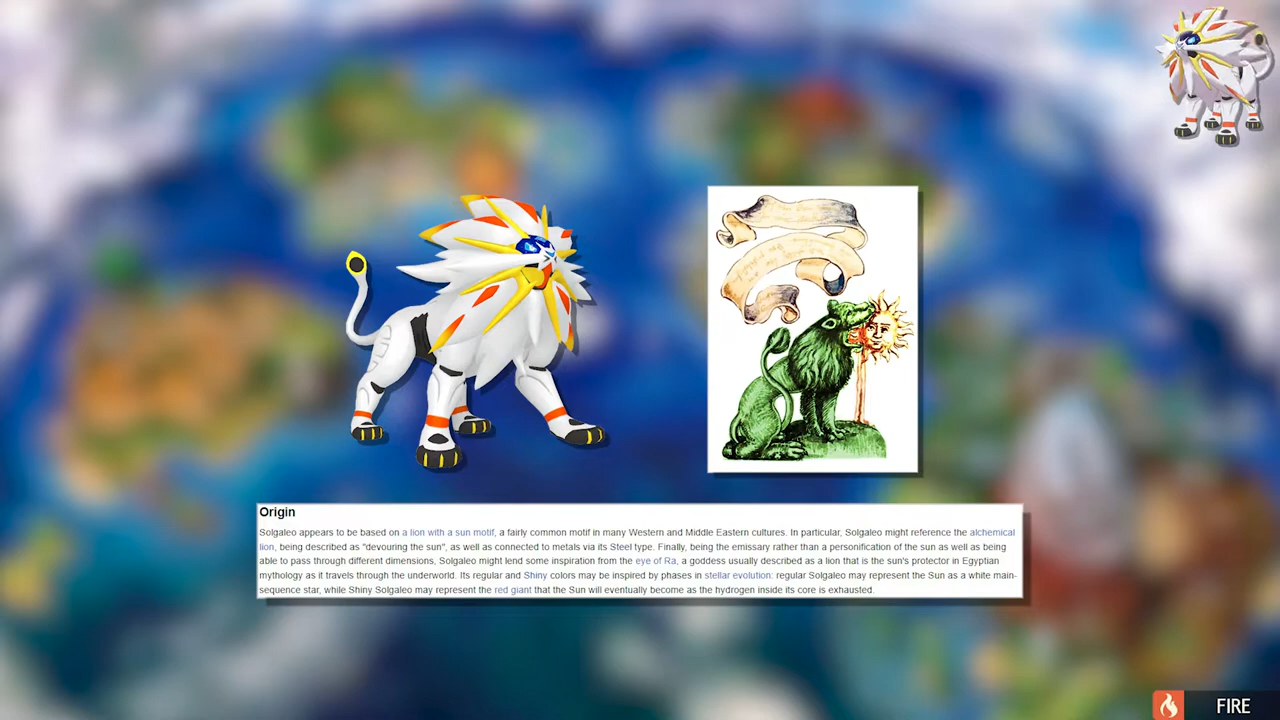 Origin
Solgaleo appears to be based on a lion with a sun motif, a fairly common motif in many Western and Middle Eastern cultures. In particular, Solgaleo might reference the alchemical
lion, being described as "devouring the sun", as well as connected to metals via its Steel type. Finally, being the emissary rather than a personification of the sun as well as being
able to pass through different dimensions, Solgaleo might lend some inspiration from the eye of Ra, a goddess usually described as a lion that is the sun's protector in Egyptian
mythology as it travels through the underworld. Its regular and Shiny colors may be inspired by phases in stellar evolution: regular Solgaleo may represent the Sun as a white main-
sequence star, while Shiny Solgaleo may represent the red giant that the Sun will eventually become as the hydrogen inside its core is exhausted.
FIRE